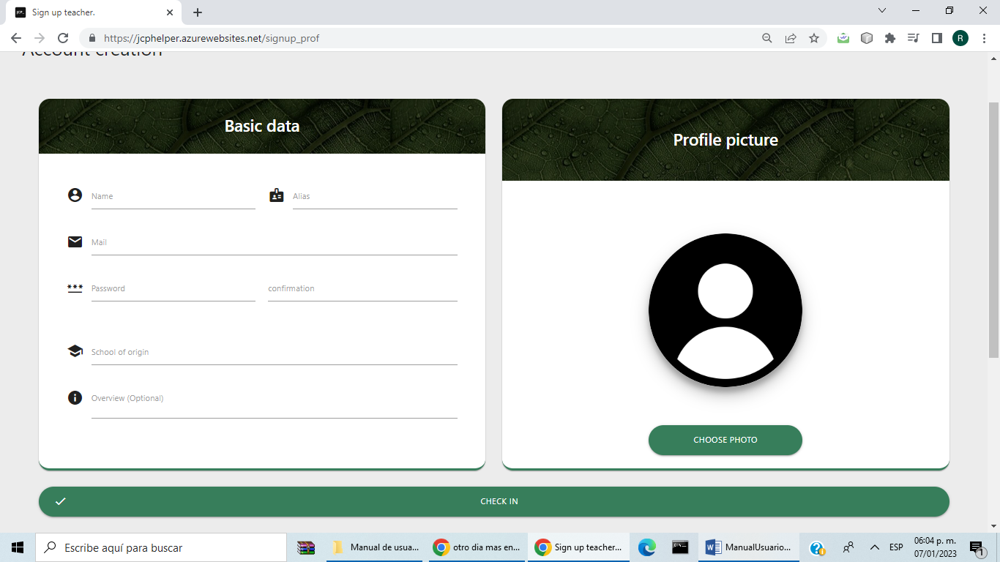 Sign up teacher.
https://jcphelper.azurewebsites.net/signup_prof
R
Account creation
Basic data
Profile picture
Name
Alias
Mail
***
Password
confirmation
School of origin
Overview (Optional)
CHOOSE PHOTO
CHECK IN
Escribe aquí para buscar
Manual de usua...
otro dia mas en...
Sign up teacher...
ManualUsuario...
ESP
06:04 p. m.
07/01/2023
1